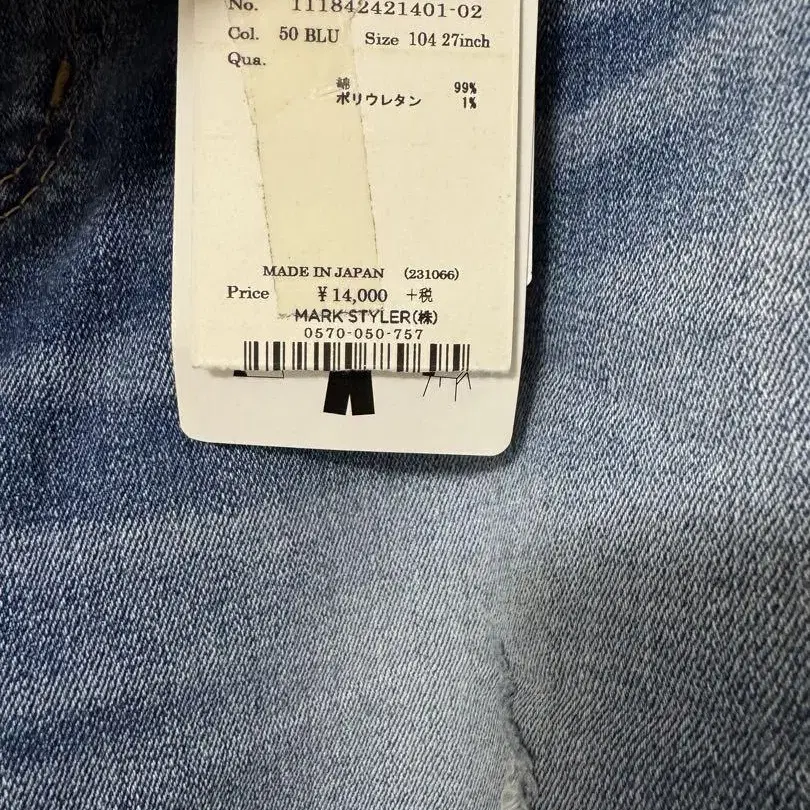 No. 111842421401-02
Col. 50 BLU Size 104 27inch
Qua.
綿 99%
ポリウレタン 1%
MADE IN JAPAN (231066)
Price ¥14,000 +税
MARK STYLER(株)
0570-050-757